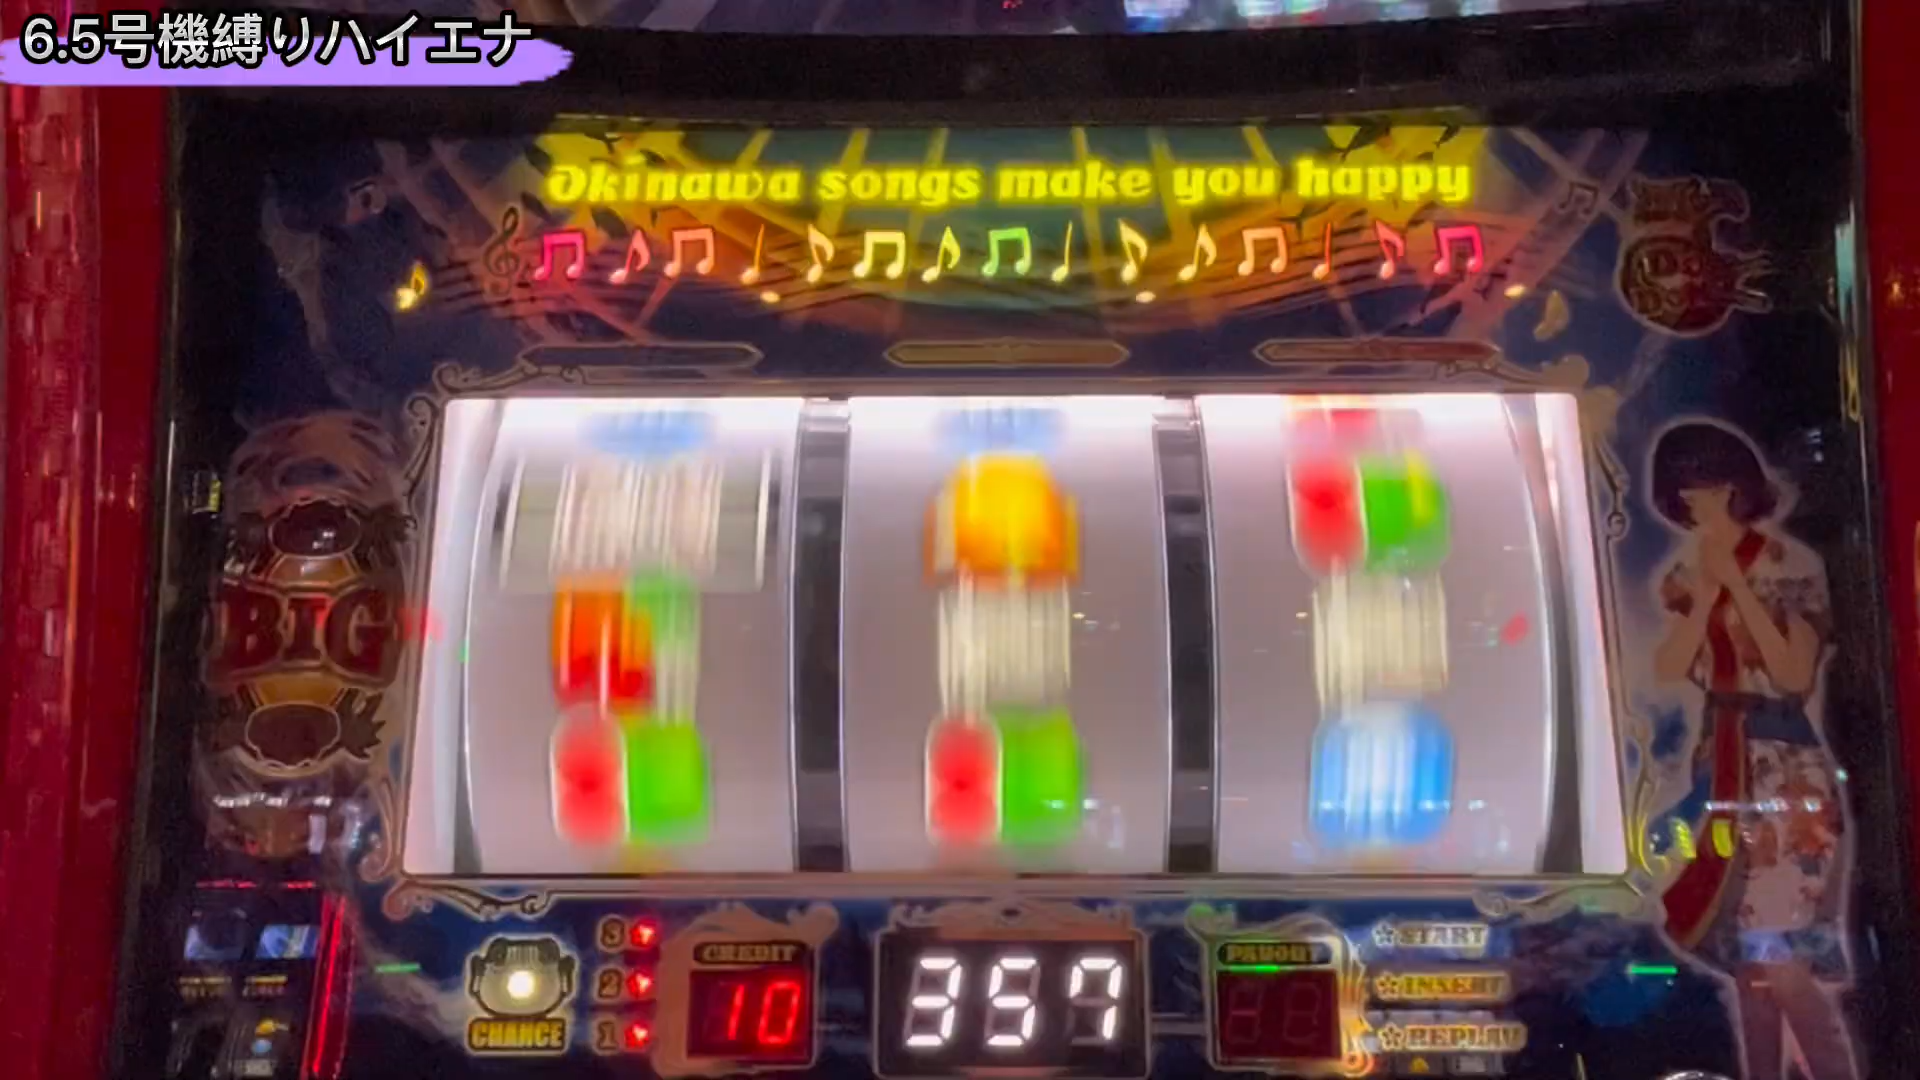 6.5号機縛りハイエナ
Okinawa songs make you happy
BIG
3
2
1
CHANCE
CREDIT
10
357
PAYOUT
START
INSERT
REPLAY